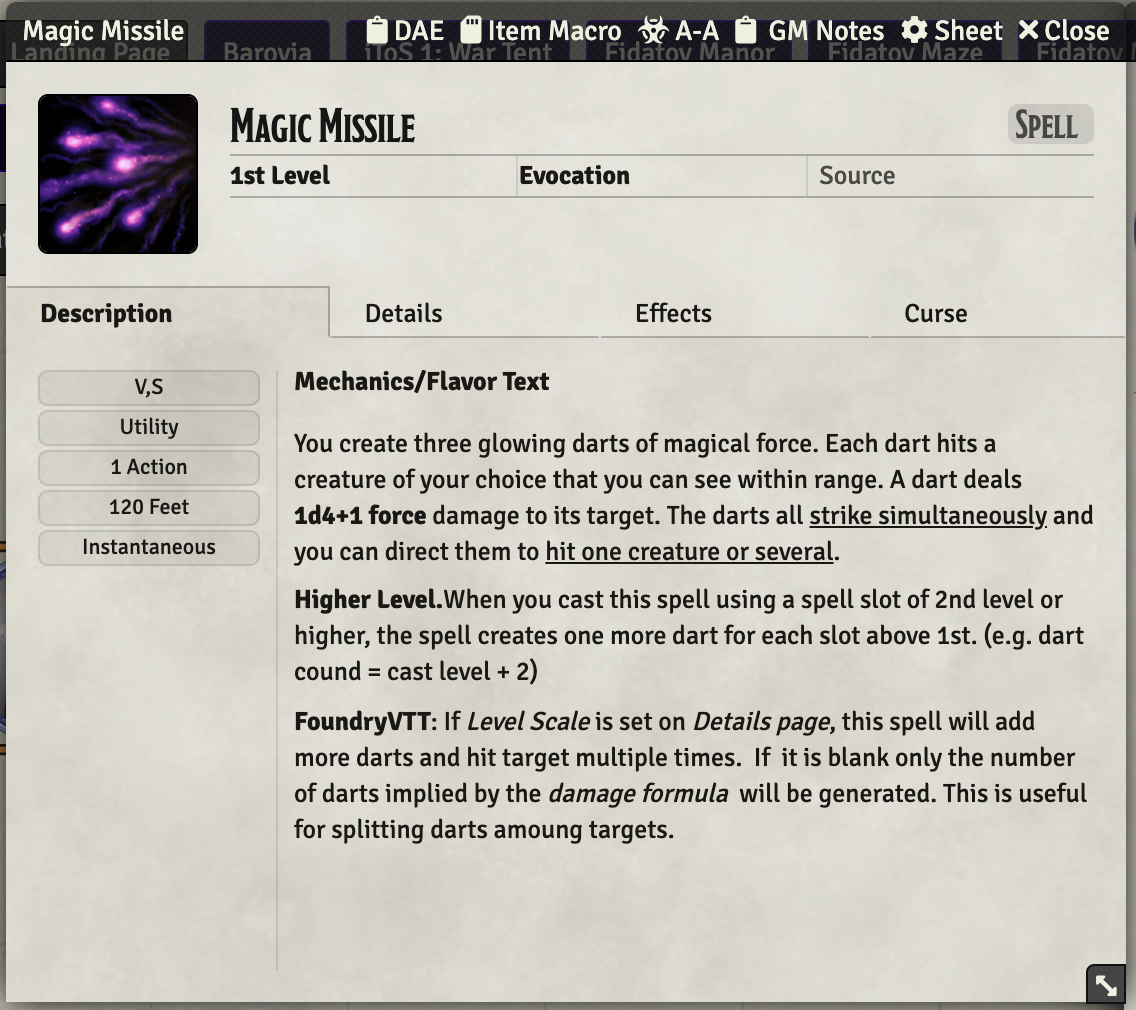 Magic Missile DAE Item Macro A-A GM Notes Sheet Close
Landing Page Barovia iToS 1: War Tent Fidatov Manor Fidatov Maze Fidatov
Magic Missile Spell
1st Level Evocation Source
Description Details Effects Curse
V,S
Utility
1 Action
120 Feet
Instantaneous
Mechanics/Flavor Text
You create three glowing darts of magical force. Each dart hits a
creature of your choice that you can see within range. A dart deals
1d4+1 force damage to its target. The darts all strike simultaneously and
you can direct them to hit one creature or several.
Higher Level.When you cast this spell using a spell slot of 2nd level or
higher, the spell creates one more dart for each slot above 1st. (e.g. dart
cound = cast level + 2)
FoundryVTT: If Level Scale is set on Details page, this spell will add
more darts and hit target multiple times.  If  it is blank only the number
of darts implied by the damage formula  will be generated. This is useful
for splitting darts amoung targets.